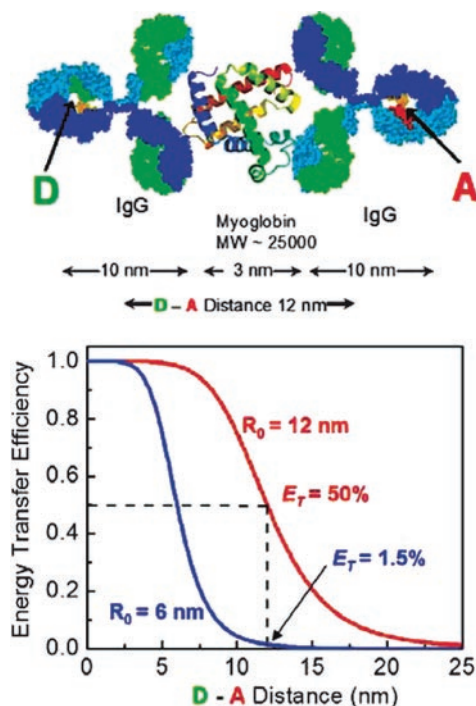 D
A
IgG
IgG
Myoglobin
MW ~ 25000
10 nm
3 nm
10 nm
D – A Distance 12 nm
Energy Transfer Efficiency
1.0
0.8
0.6
0.4
0.2
0.0
R₀ = 12 nm
E_T = 50%
E_T = 1.5%
R₀ = 6 nm
0 5 10 15 20 25
D - A Distance (nm)